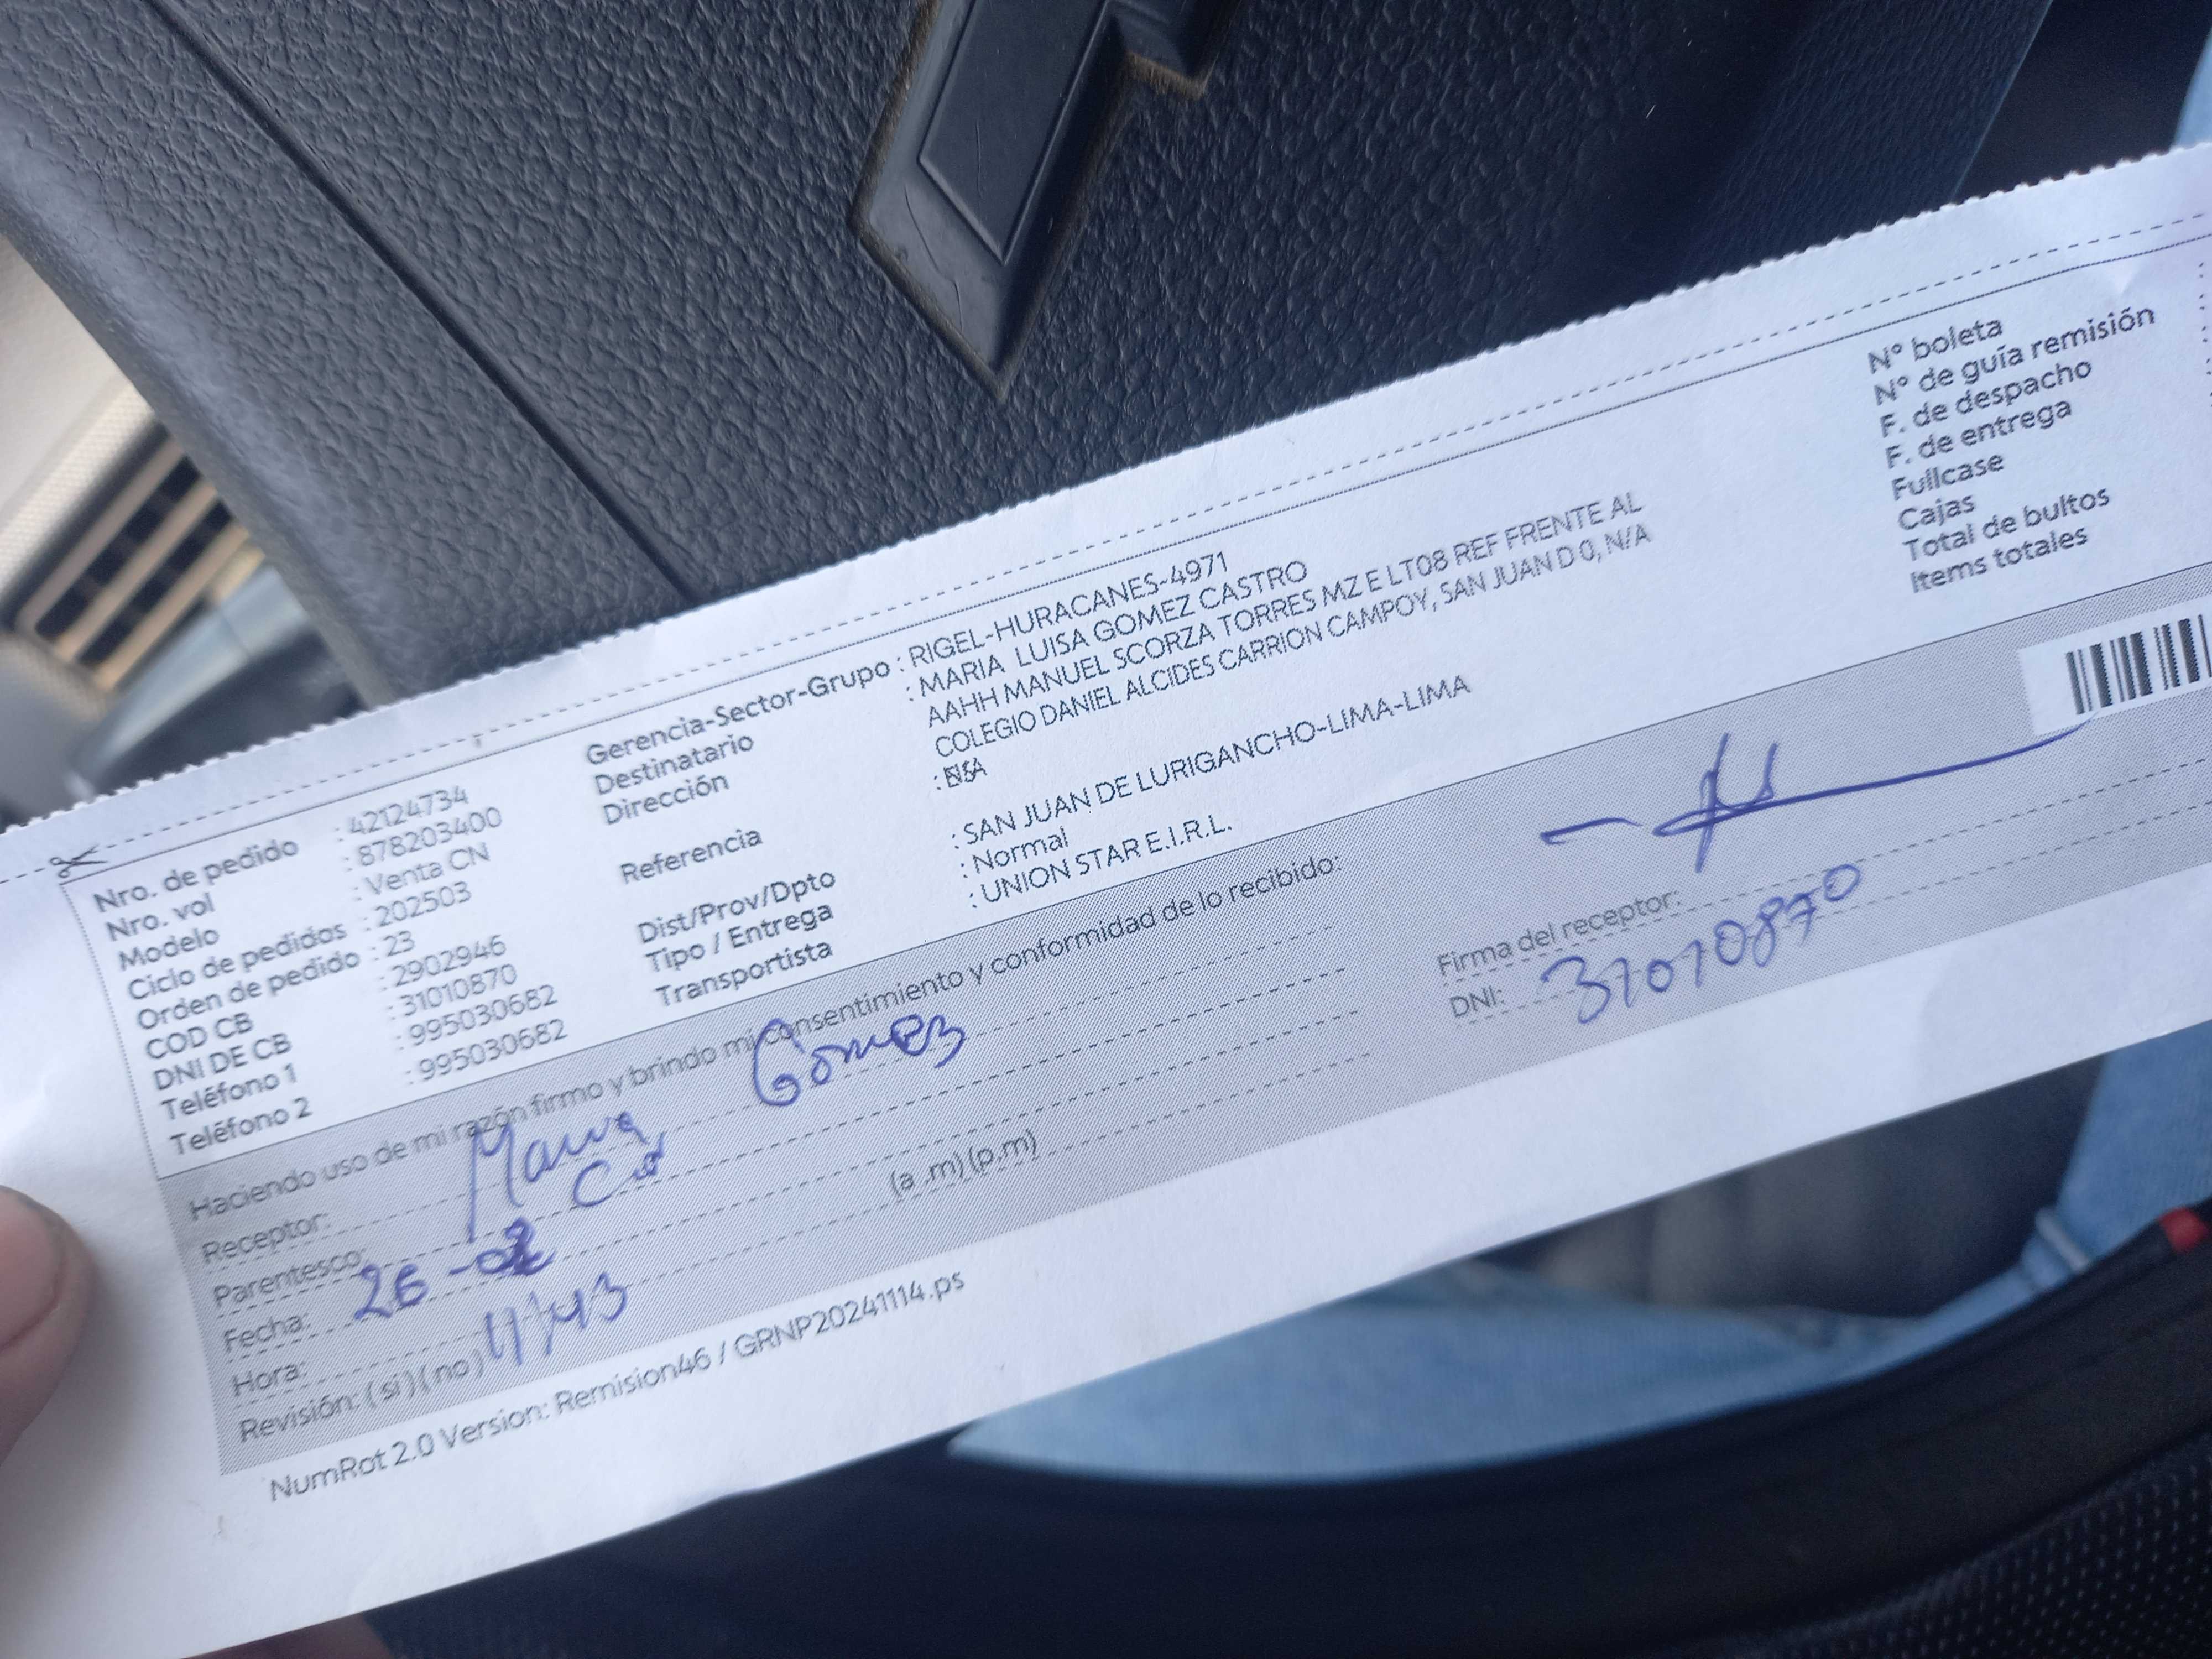 Nro. de pedido : 42124734
Nro. vol : 878203400
Modelo : Venta CN
Ciclo de pedidos : 202503
Orden de pedido : 23
COD CB : 2902946
DNI DE CB : 31010870
Teléfono 1 : 995030682
Teléfono 2 : 995030682
Gerencia-Sector-Grupo : RIGEL-HURACANES-4971
Destinatario : MARIA LUISA GOMEZ CASTRO
Dirección AAHH MANUEL SCORZA TORRES MZ E LT08 REF FRENTE AL
COLEGIO DANIEL ALCIDES CARRION CAMPOY, SAN JUAN D 0, N/A
Referencia :
Dist/Prov/Dpto : SAN JUAN DE LURIGANCHO-LIMA-LIMA
Tipo / Entrega : Normal
Transportista : UNION STAR E.I.R.L.
N° boleta :
N° de guía remisión :
F. de despacho :
F. de entrega :
Fullcase :
Cajas :
Total de bultos
Items totales
Haciendo uso de mi razón firmo y brindo mi consentimiento y conformidad de lo recibido:
Receptor: Maria Gomez
Parentesco:
Fecha: 26-02
Hora: 11:43 (a .m) (p.m)
Revisión: ( si ) ( no )
Firma del receptor:
DNI: 31010870
NumRot 2.0 Version: Remision46 / GRNP20241114.ps